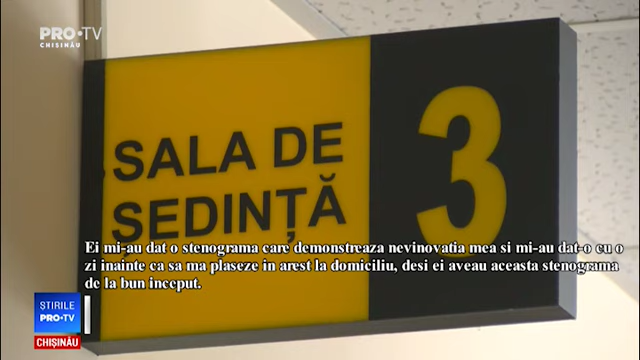 PRO•TV
CHIȘINĂU
SALA DE
ȘEDINȚĂ
3
Ei mi-au dat o stenograma care demonstreaza nevinovatia mea si mi-au dat-o cu o
zi inainte ca sa ma plaseze in arest la domiciliu, desi ei aveau aceasta stenograma
de la bun inceput.
ȘTIRILE
PRO•TV
CHIȘINĂU